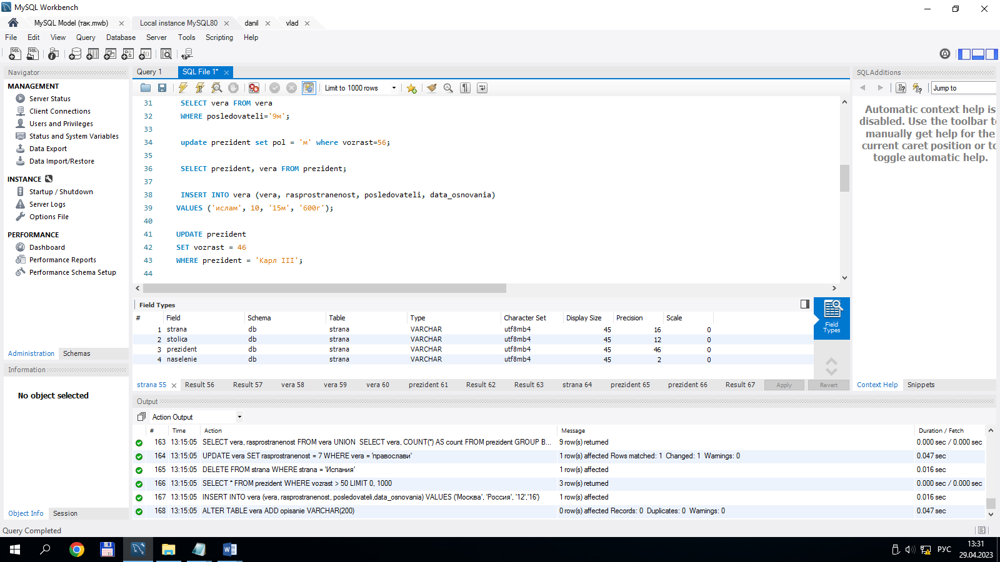 MySQL Workbench
MySQL Model (так.mwb)
Local instance MySQL80
danil
vlad
File Edit View Query Database Server Tools Scripting Help
Navigator
MANAGEMENT
Server Status
Client Connections
Users and Privileges
Status and System Variables
Data Export
Data Import/Restore
INSTANCE
Startup / Shutdown
Server Logs
Options File
PERFORMANCE
Dashboard
Performance Reports
Performance Schema Setup
Administration Schemas
Information
No object selected
Object Info Session
Query 1
SQL File 1*
Limit to 1000 rows
31 SELECT vera FROM vera
32 WHERE posledovateli='9м';
33
34 update prezident set pol = 'м' where vozrast=56;
35
36 SELECT prezident, vera FROM prezident;
37
38 INSERT INTO vera (vera, rasprostranenost, posledovateli, data_osnovania)
39 VALUES ('ислам', 10, '15м', '600г');
40
41 UPDATE prezident
42 SET vozrast = 46
43 WHERE prezident = 'Карл III';
44
Field Types
# Field Schema Table Type Character Set Display Size Precision Scale
1 strana db strana VARCHAR utf8mb4 45 16 0
2 stolica db strana VARCHAR utf8mb4 45 12 0
3 prezident db strana VARCHAR utf8mb4 45 46 0
4 naselenie db strana VARCHAR utf8mb4 45 2 0
Field
Types
strana 55 Result 56 Result 57 vera 58 vera 59 vera 60 prezident 61 Result 62 Result 63 strana 64 prezident 65 prezident 66 Result 67 Apply Revert
SQLAdditions
Jump to
Automatic context help is
disabled. Use the toolbar t
manually get help for the
current caret position or to
toggle automatic help.
Context Help Snippets
Output
Action Output
# Time Action Message Duration / Fetch
163 13:15:05 SELECT vera, rasprostranenost FROM vera UNION SELECT vera, COUNT(*) AS count FROM prezident GROUP B... 9 row(s) returned 0.000 sec / 0.000 sec
164 13:15:05 UPDATE vera SET rasprostranenost = 7 WHERE vera = 'православи' 1 row(s) affected Rows matched: 1 Changed: 1 Warnings: 0 0.047 sec
165 13:15:05 DELETE FROM strana WHERE strana = 'Испания' 1 row(s) affected 0.016 sec
166 13:15:05 SELECT * FROM prezident WHERE vozrast > 50 LIMIT 0, 1000 3 row(s) returned 0.000 sec / 0.000 sec
167 13:15:05 INSERT INTO vera (vera, rasprostranenost, posledovateli,data_osnovania) VALUES ('Москва', 'Россия', '12','16') 1 row(s) affected 0.016 sec
168 13:15:05 ALTER TABLE vera ADD opisanie VARCHAR(200) 0 row(s) affected Records: 0 Duplicates: 0 Warnings: 0 0.047 sec
Query Completed
РУС
13:31
29.04.2023